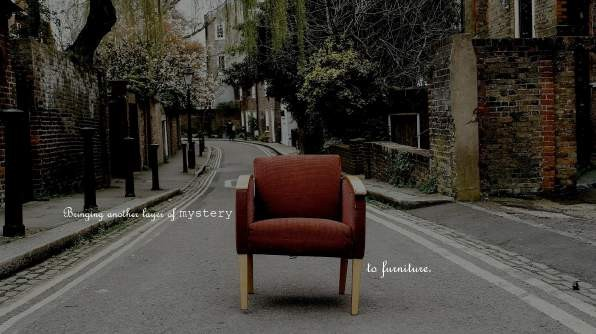 Bringing another layer of mystery
to furniture.